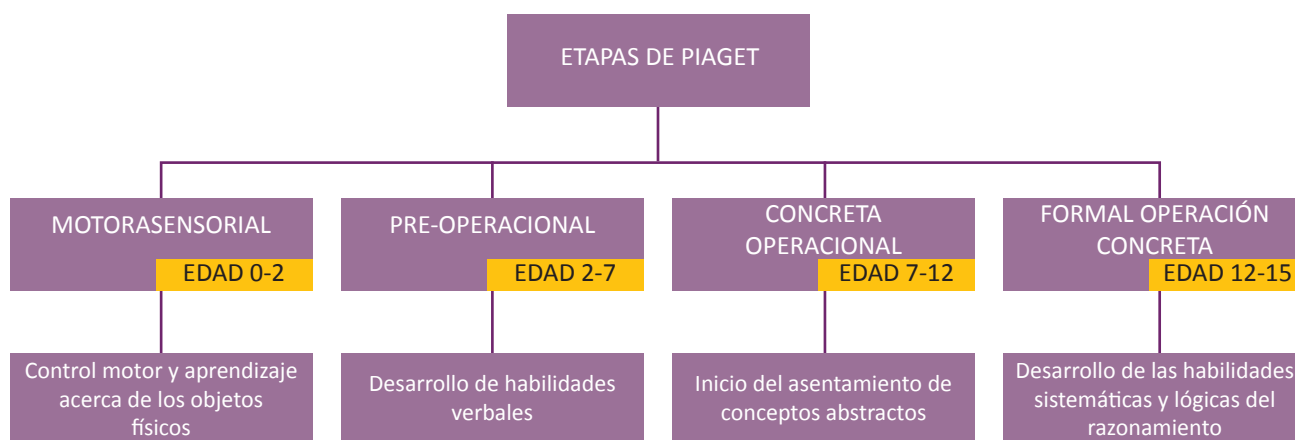 ETAPAS DE PIAGET
MOTORASENSORIAL
EDAD 0-2
PRE-OPERACIONAL
EDAD 2-7
CONCRETA
OPERACIONAL
EDAD 7-12
FORMAL OPERACIÓN
CONCRETA
EDAD 12-15
Control motor y aprendizaje
acerca de los objetos
físicos
Desarrollo de habilidades
verbales
Inicio del asentamiento de
conceptos abstractos
Desarrollo de las habilidades
sistemáticas y lógicas del
razonamiento